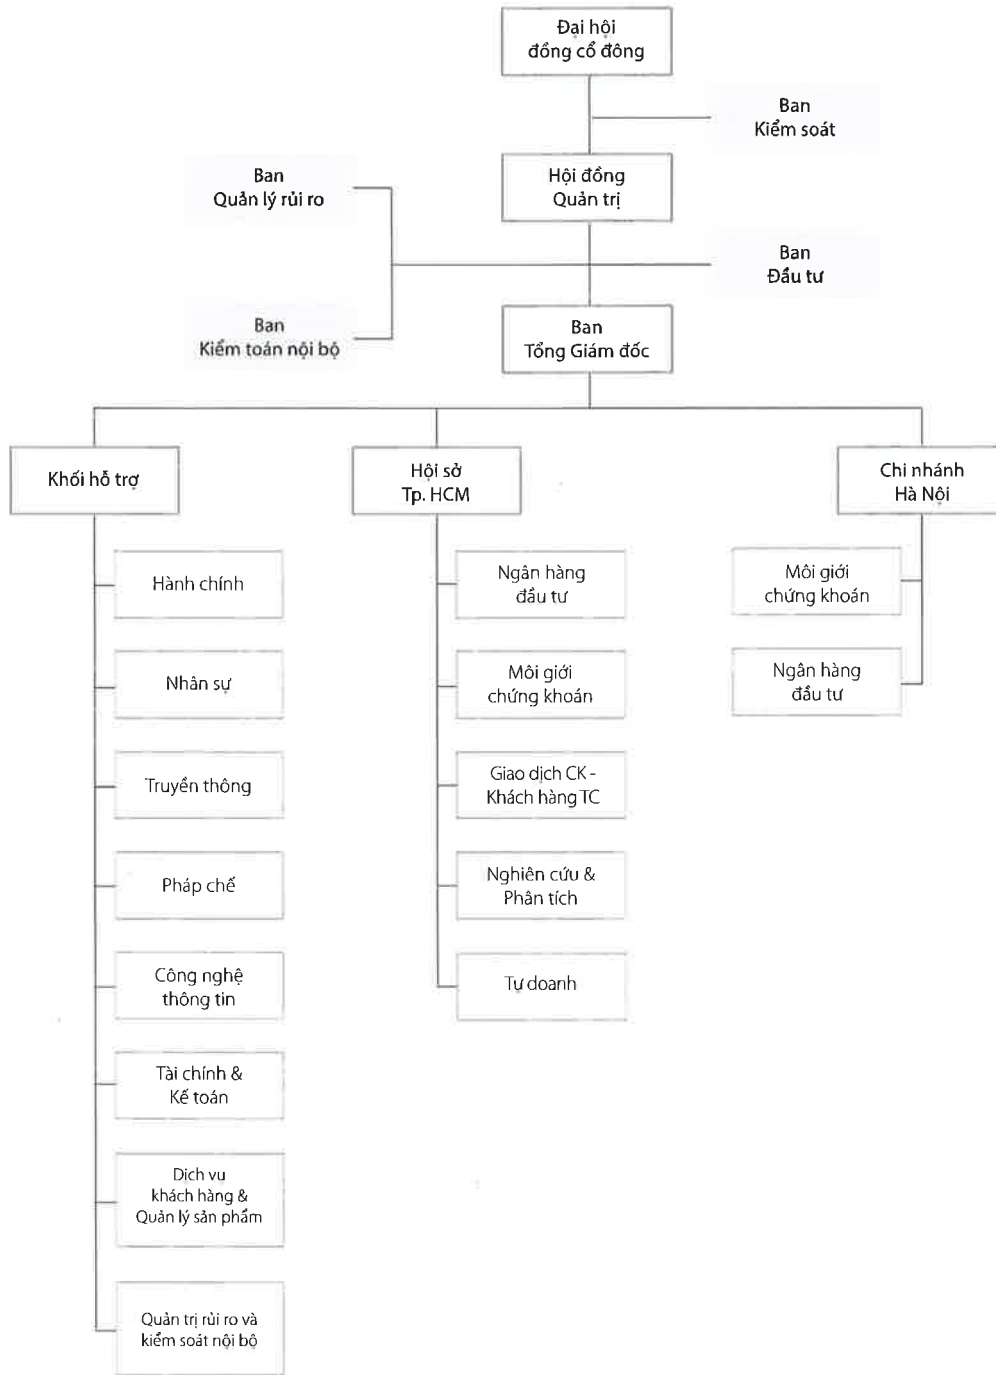 Đại hội
đồng cổ đông
Ban
Kiểm soát
Hội đồng
Quản trị
Ban
Quản lý rủi ro
Ban
Đầu tư
Ban
Kiểm toán nội bộ
Ban
Tổng Giám đốc
Khối hỗ trợ
Hội sở
Tp. HCM
Chi nhánh
Hà Nội
Hành chính
Nhân sự
Truyền thông
Pháp chế
Công nghệ
thông tin
Tài chính &
Kế toán
Dịch vụ
khách hàng &
Quản lý sản phẩm
Quản trị rủi ro và
kiểm soát nội bộ
Ngân hàng
đầu tư
Môi giới
chứng khoán
Giao dịch CK -
Khách hàng TC
Nghiên cứu &
Phân tích
Tự doanh
Môi giới
chứng khoán
Ngân hàng
đầu tư